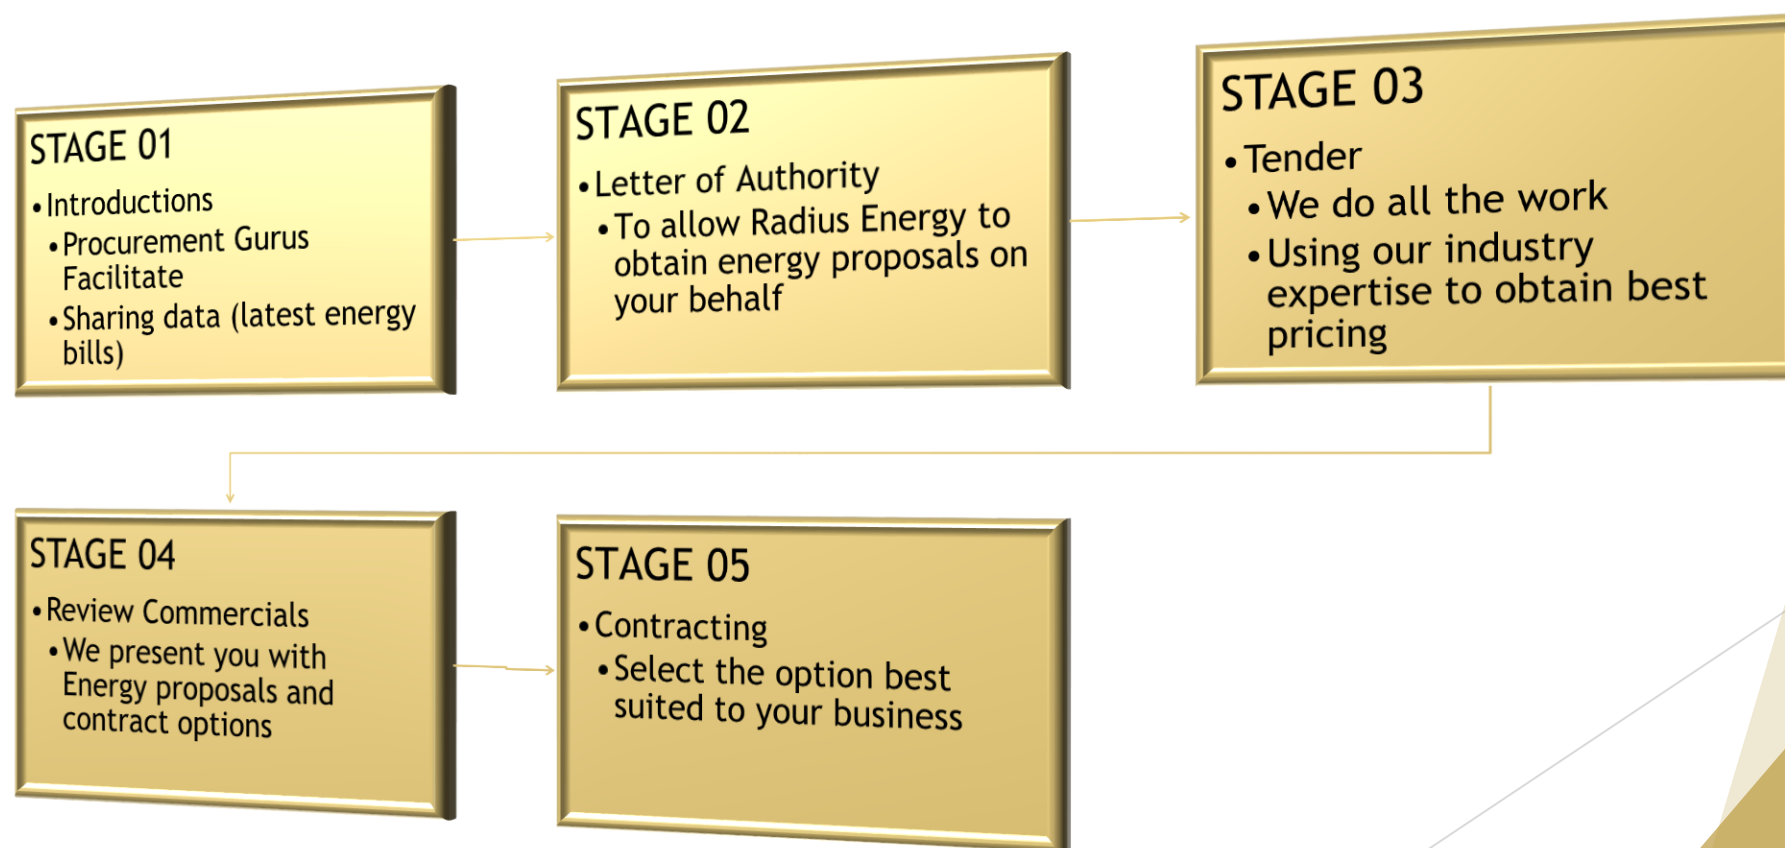 STAGE 01
• Introductions
• Procurement Gurus
Facilitate
• Sharing data (latest energy
bills)
STAGE 02
• Letter of Authority
• To allow Radius Energy to
obtain energy proposals on
your behalf
STAGE 03
• Tender
• We do all the work
• Using our industry
expertise to obtain best
pricing
STAGE 04
• Review Commercials
• We present you with
Energy proposals and
contract options
STAGE 05
• Contracting
• Select the option best
suited to your business